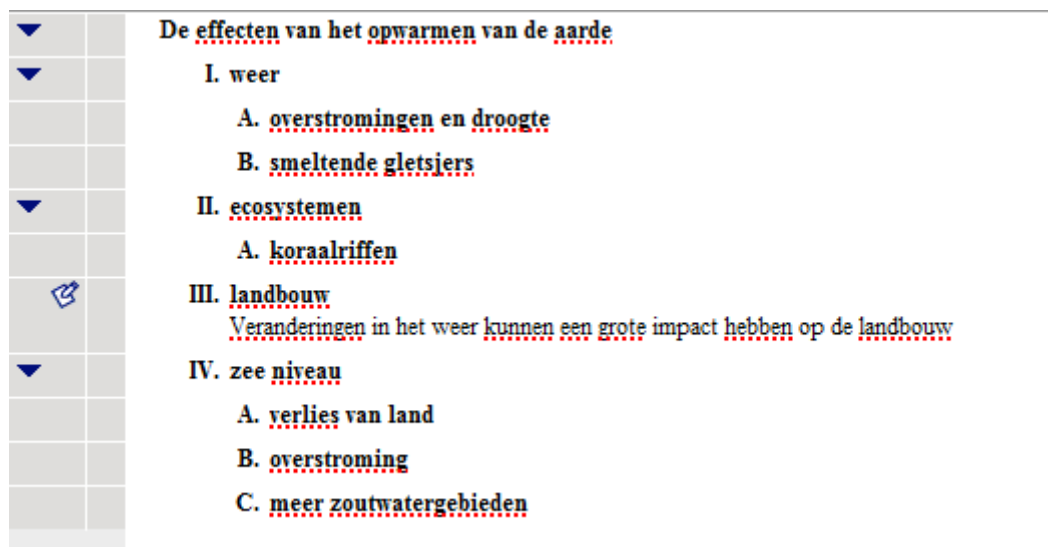 De effecten van het opwarmen van de aarde
I. weer
A. overstromingen en droogte
B. smeltende gletsjers
II. ecosystemen
A. koraalriffen
III. landbouw
Veranderingen in het weer kunnen een grote impact hebben op de landbouw
IV. zee niveau
A. verlies van land
B. overstroming
C. meer zoutwatergebieden